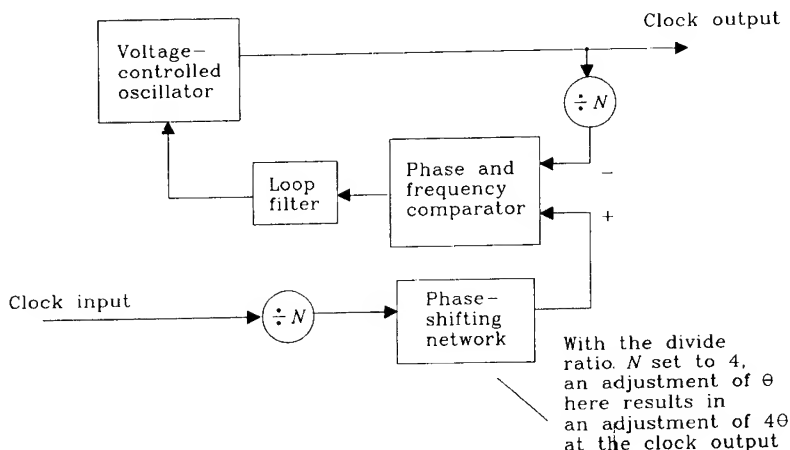 Clock output
Voltage-
controlled
oscillator
÷ N
Phase and
frequency
comparator
−
+
Loop
filter
Clock input
÷ N
Phase-
shifting
network
With the divide
ratio. N set to 4,
an adjustment of θ
here results in
an adjustment of 4θ
at the clock output